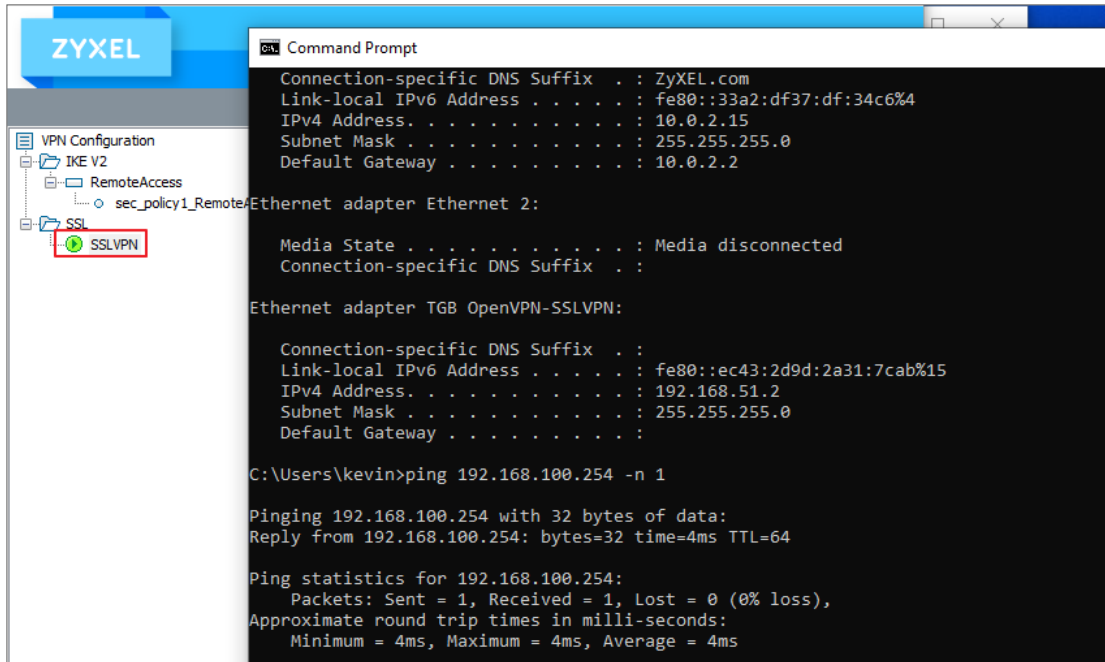 ZYXEL
VPN Configuration
IKE V2
RemoteAccess
sec_policy1_RemoteA
SSL
SSLVPN
Command Prompt
   Connection-specific DNS Suffix  . : ZyXEL.com
   Link-local IPv6 Address . . . . . : fe80::33a2:df37:df:34c6%4
   IPv4 Address. . . . . . . . . . . : 10.0.2.15
   Subnet Mask . . . . . . . . . . . : 255.255.255.0
   Default Gateway . . . . . . . . . : 10.0.2.2
Ethernet adapter Ethernet 2:
   Media State . . . . . . . . . . . : Media disconnected
   Connection-specific DNS Suffix  . :
Ethernet adapter TGB OpenVPN-SSLVPN:
   Connection-specific DNS Suffix  . :
   Link-local IPv6 Address . . . . . : fe80::ec43:2d9d:2a31:7cab%15
   IPv4 Address. . . . . . . . . . . : 192.168.51.2
   Subnet Mask . . . . . . . . . . . : 255.255.255.0
   Default Gateway . . . . . . . . . :
C:\Users\kevin>ping 192.168.100.254 -n 1
Pinging 192.168.100.254 with 32 bytes of data:
Reply from 192.168.100.254: bytes=32 time=4ms TTL=64
Ping statistics for 192.168.100.254:
    Packets: Sent = 1, Received = 1, Lost = 0 (0% loss),
Approximate round trip times in milli-seconds:
    Minimum = 4ms, Maximum = 4ms, Average = 4ms